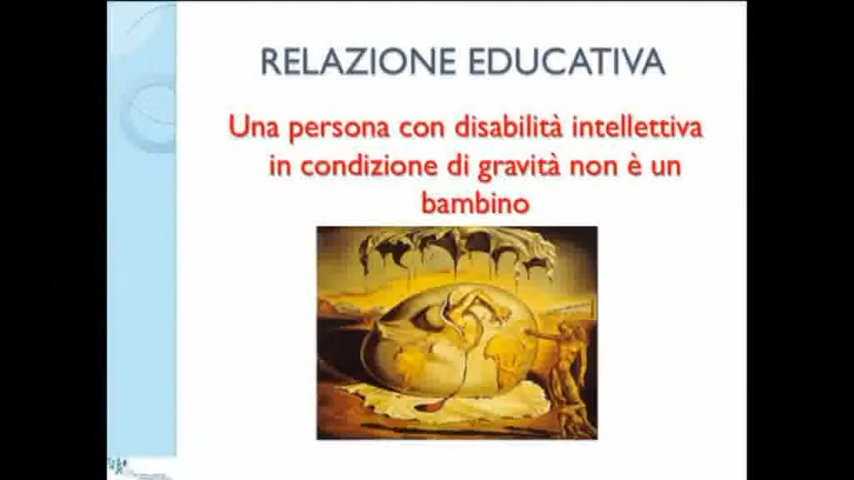 RELAZIONE EDUCATIVA
Una persona con disabilità intellettiva
in condizione di gravità non è un
bambino